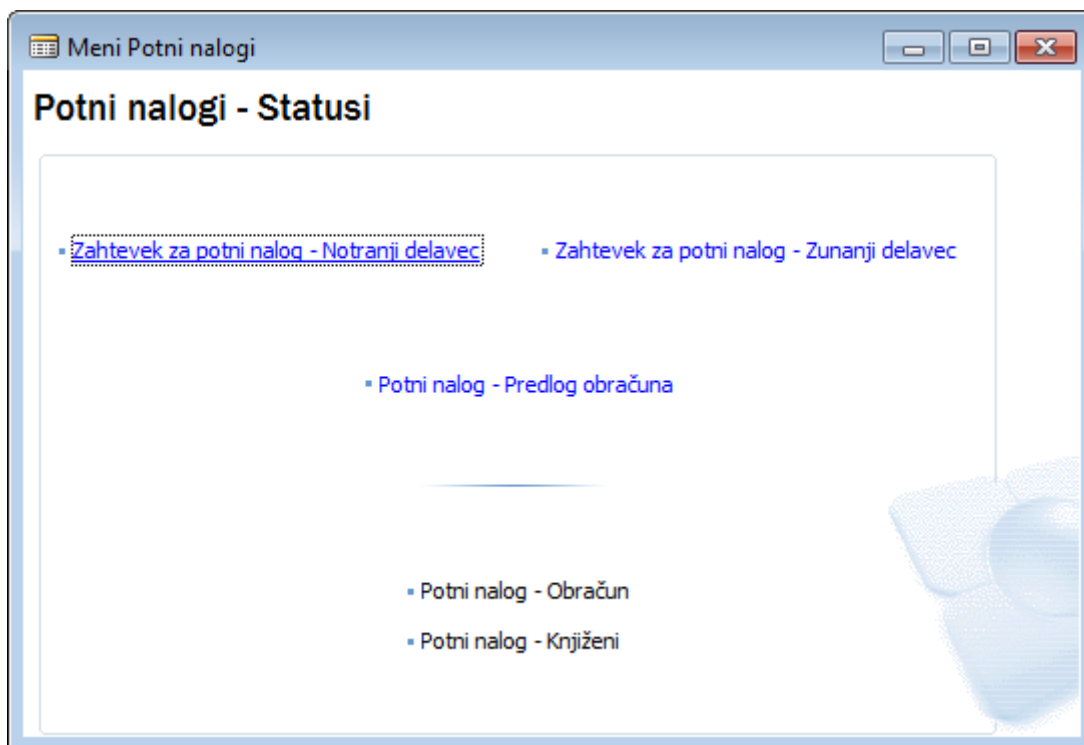 Meni Potni nalogi
Potni nalogi - Statusi
Zahtevek za potni nalog - Notranji delavec
Zahtevek za potni nalog - Zunanji delavec
Potni nalog - Predlog obračuna
Potni nalog - Obračun
Potni nalog - Knjiženi